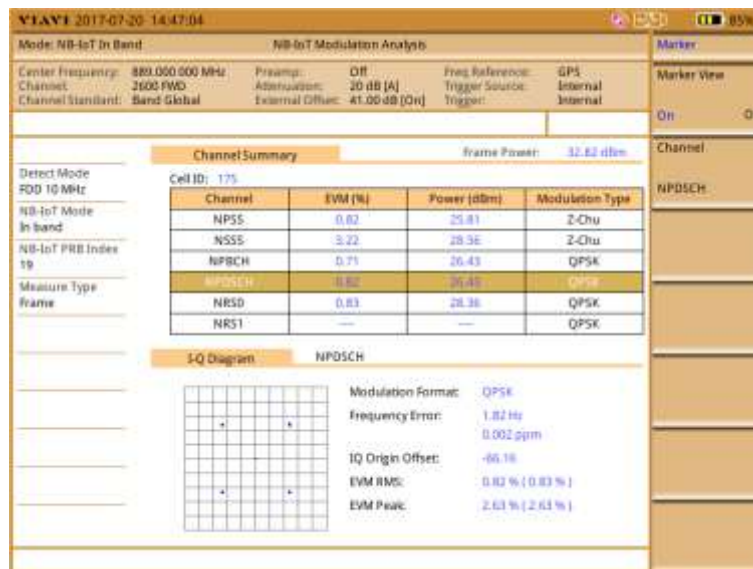 VIAVI 2017-07-20 14:47:04 85%
Mode: NB-IoT In Band NB-IoT Modulation Analysis Marker
Center Frequency: 889.000 000 MHz Preamp: Off Freq Reference: GPS
Channel: 2600 FWD Attenuation: 20 dB [A] Trigger Source: Internal
Channel Standard: Band Global External Offset: 41.00 dB [On] Trigger: Internal
Marker View
On O
Channel Summary Frame Power: 32.82 dBm
Channel
NPDSCH
Detect Mode
FDD 10 MHz
NB-IoT Mode
In band
NB-IoT PRB Index
19
Measure Type
Frame
Cell ID: 175
Channel EVM (%) Power (dBm) Modulation Type
NPSS 0.82 25.81 Z-Chu
NSSS 3.22 28.56 Z-Chu
NPBCH 0.71 26.43 QPSK
NPDSCH 0.82 26.45 QPSK
NRS0 0.83 28.36 QPSK
NRS1 --- --- QPSK
I-Q Diagram NPDSCH
Modulation Format: QPSK
Frequency Error: 1.82 Hz
0.002 ppm
IQ Origin Offset: -66.16
EVM RMS: 0.82 % ( 0.83 % )
EVM Peak: 2.63 % ( 2.63 % )